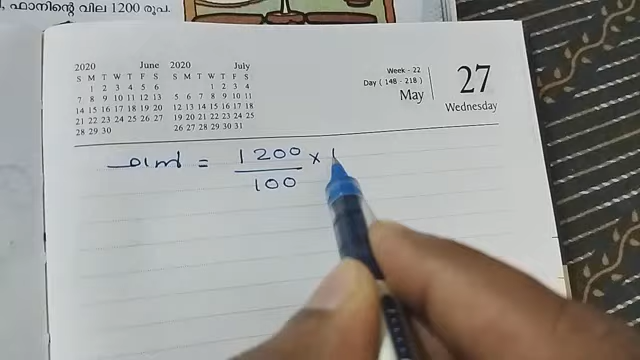 ഫാനിന്റെ വില 1200 രൂപ.
2020 June 2020 July
S M T W T F S S M T W T F S
1 2 3 4 5 6 1 2 3 4
7 8 9 10 11 12 13 5 6 7 8 9 10 11
14 15 16 17 18 19 20 12 13 14 15 16 17 18
21 22 23 24 25 26 27 19 20 21 22 23 24 25
28 29 30 26 27 28 29 30 31
Week - 22
Day ( 148 - 218 )
May
27
Wednesday
ഫാൻ = 1200 × 1
100